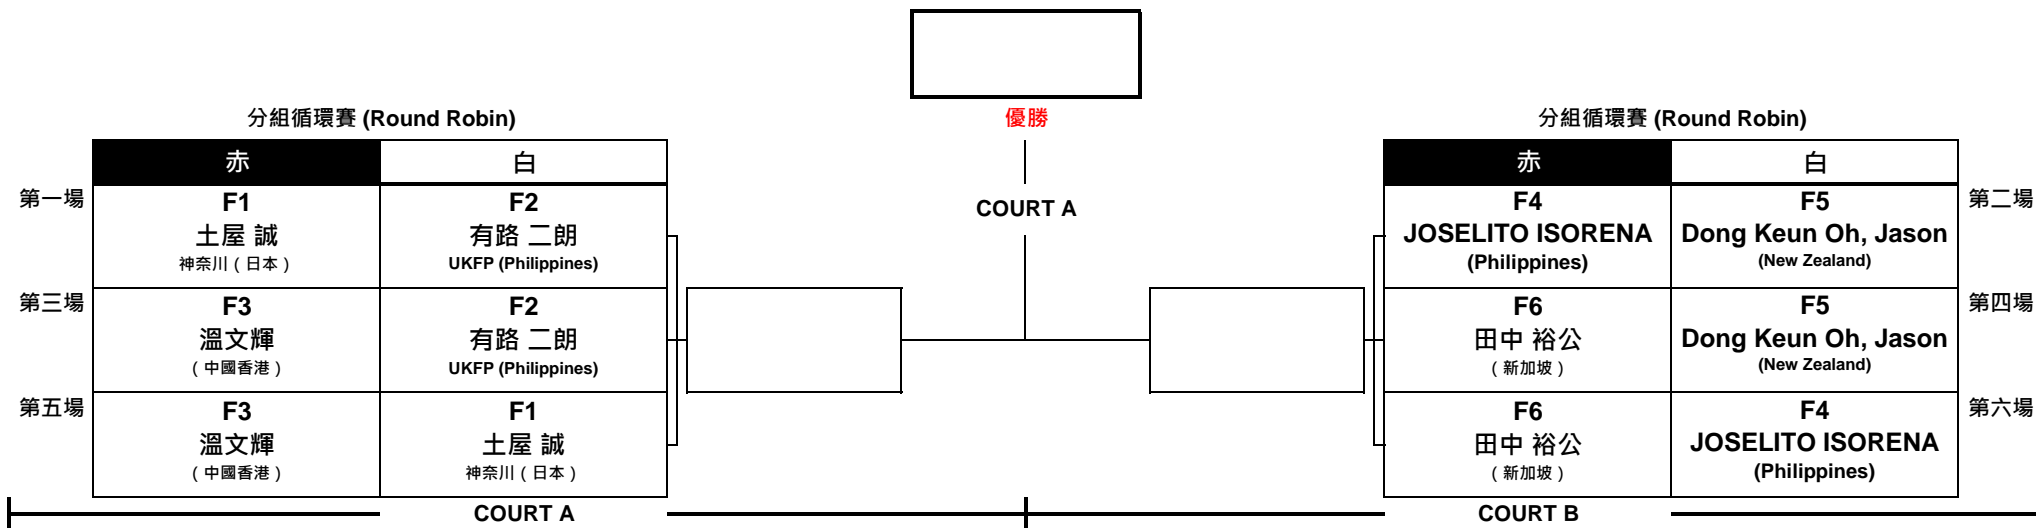 分組循環賽 (Round Robin)
赤
白
第一場
F1
土屋 誠
神奈川（日本）
F2
有路 二朗
UKFP (Philippines)
第三場
F3
溫文輝
（中國香港）
F2
有路 二朗
UKFP (Philippines)
第五場
F3
溫文輝
（中國香港）
F1
土屋 誠
神奈川（日本）
COURT A
優勝
COURT A
分組循環賽 (Round Robin)
赤
白
F4
JOSELITO ISORENA
(Philippines)
F5
Dong Keun Oh, Jason
(New Zealand)
第二場
F6
田中 裕公
（新加坡）
F5
Dong Keun Oh, Jason
(New Zealand)
第四場
F6
田中 裕公
（新加坡）
F4
JOSELITO ISORENA
(Philippines)
第六場
COURT B